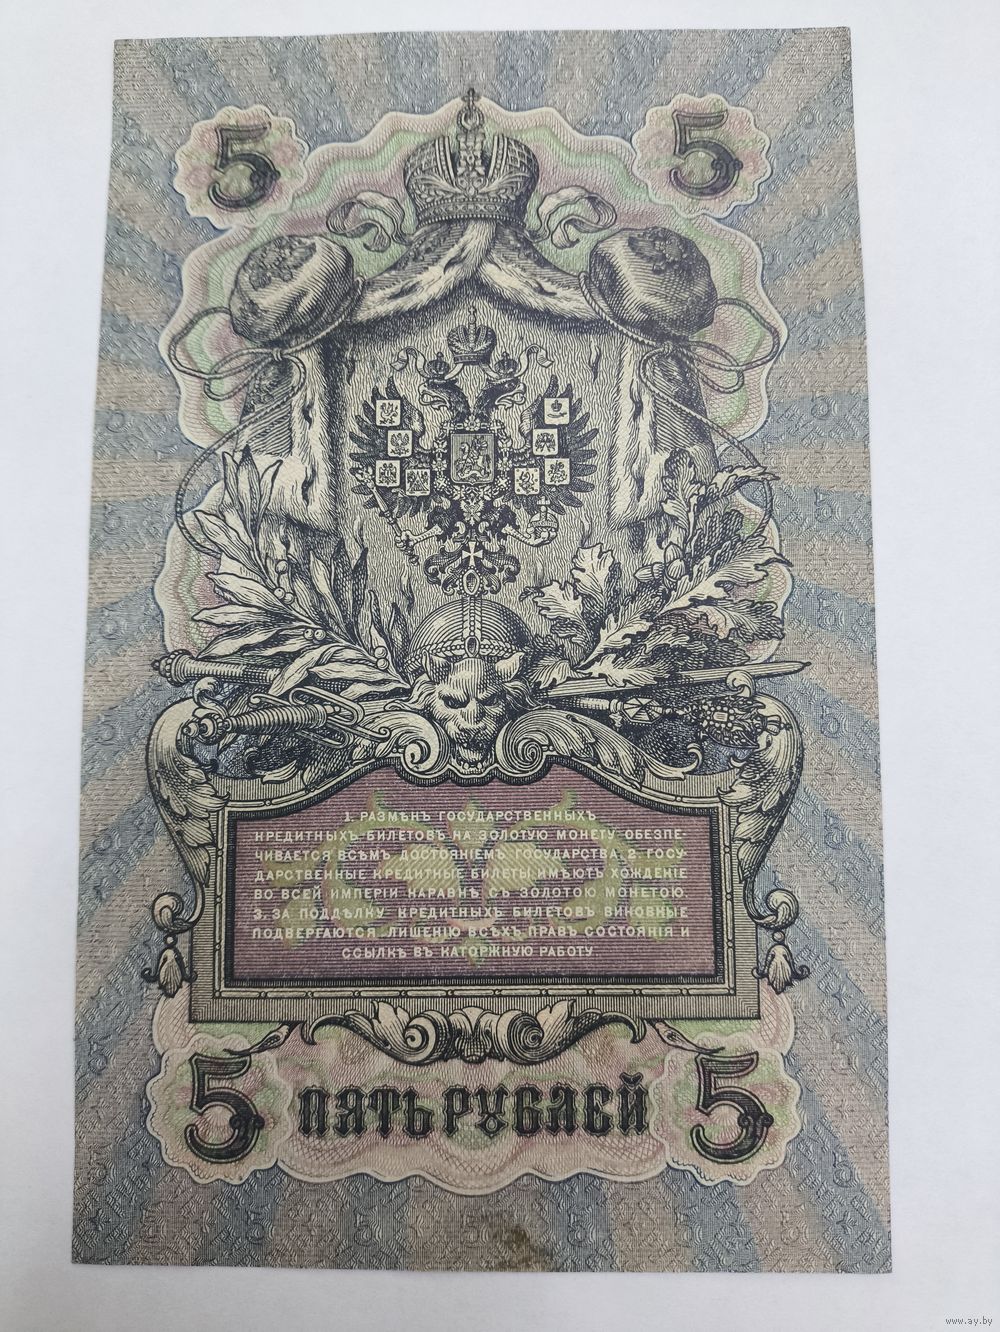 5 5
1. РАЗМѢНЪ ГОСУДАРСТВЕННЫХЪ
КРЕДИТНЫХЪ БИЛЕТОВЪ НА ЗОЛОТУЮ МОНЕТУ ОБЕЗПЕ-
ЧИВАЕТСЯ ВСѢМЪ ДОСТОЯНІЕМЪ ГОСУДАРСТВА. 2. ГОСУ-
ДАРСТВЕННЫЕ КРЕДИТНЫЕ БИЛЕТЫ ИМѢЮТЪ ХОЖДЕНІЕ
ВО ВСЕЙ ИМПЕРІИ НАРАВНѢ СЪ ЗОЛОТОЮ МОНЕТОЮ.
3. ЗА ПОДДѢЛКУ КРЕДИТНЫХЪ БИЛЕТОВЪ ВИНОВНЫЕ
ПОДВЕРГАЮТСЯ ЛИШЕНІЮ ВСѢХЪ ПРАВЪ СОСТОЯНІЯ И
ССЫЛКѢ ВЪ КАТОРЖНУЮ РАБОТУ.
5 ПЯТЬ РУБЛЕЙ 5
www.ay.by